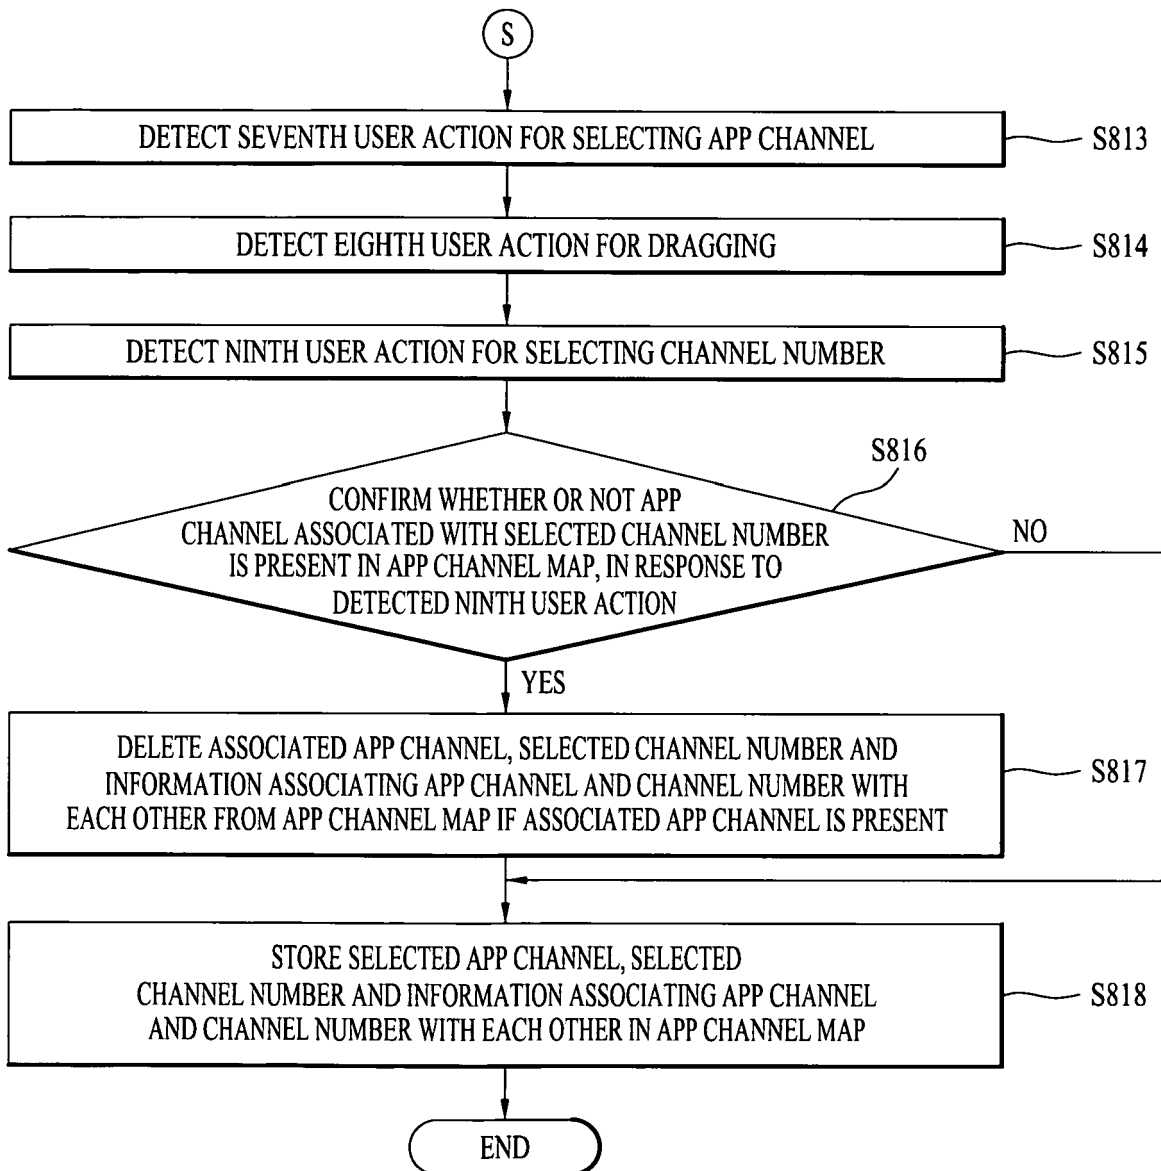 S
DETECT SEVENTH USER ACTION FOR SELECTING APP CHANNEL
S813
DETECT EIGHTH USER ACTION FOR DRAGGING
S814
DETECT NINTH USER ACTION FOR SELECTING CHANNEL NUMBER
S815
S816
CONFIRM WHETHER OR NOT APP
CHANNEL ASSOCIATED WITH SELECTED CHANNEL NUMBER
IS PRESENT IN APP CHANNEL MAP, IN RESPONSE TO
DETECTED NINTH USER ACTION
NO
YES
DELETE ASSOCIATED APP CHANNEL, SELECTED CHANNEL NUMBER AND
INFORMATION ASSOCIATING APP CHANNEL AND CHANNEL NUMBER WITH
EACH OTHER FROM APP CHANNEL MAP IF ASSOCIATED APP CHANNEL IS PRESENT
S817
STORE SELECTED APP CHANNEL, SELECTED
CHANNEL NUMBER AND INFORMATION ASSOCIATING APP CHANNEL
AND CHANNEL NUMBER WITH EACH OTHER IN APP CHANNEL MAP
S818
END